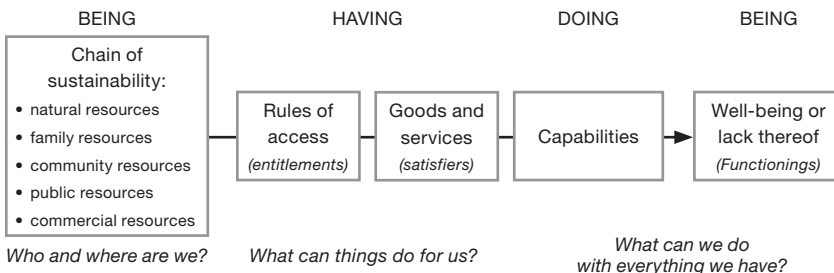 BEING
HAVING
DOING
BEING
Chain of
sustainability:
• natural resources
• family resources
• community resources
• public resources
• commercial resources
Rules of
access
(entitlements)
Goods and
services
(satisfiers)
Capabilities
Well-being or
lack thereof
(Functionings)
Who and where are we?
What can things do for us?
What can we do
with everything we have?